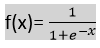 f(x)= 1/(1+e^{-x})